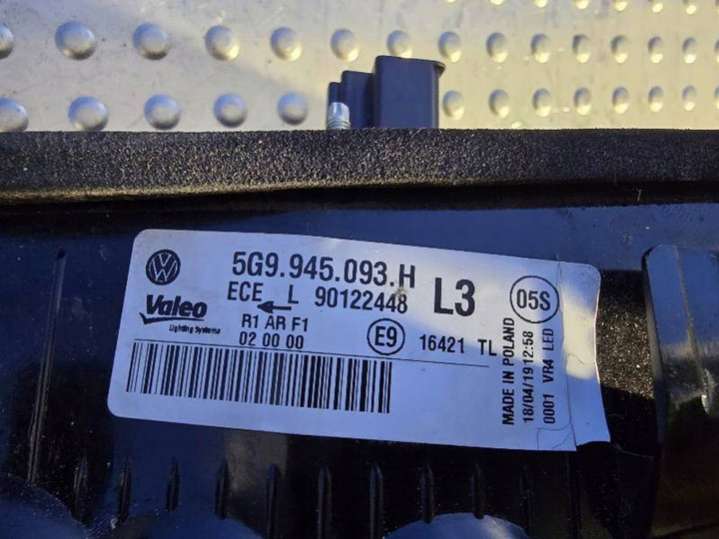 5G9.945.093.H
ECE L 90122448 L3
Valeo
Lighting Systems
R1 AR F1
02 00 00
E9 16421 TL
05S
MADE IN POLAND
18/04/19 12:58
0001 VR4 LED